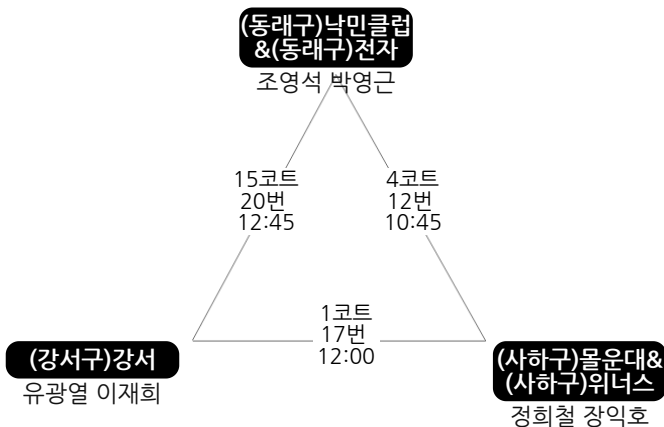 (동래구)낙민클럽
&(동래구)전자
조영석 박영근
15코트
20번
12:45
4코트
12번
10:45
1코트
17번
12:00
(강서구)강서
유광열 이재희
(사하구)몰운대&
(사하구)위너스
정희철 장익호